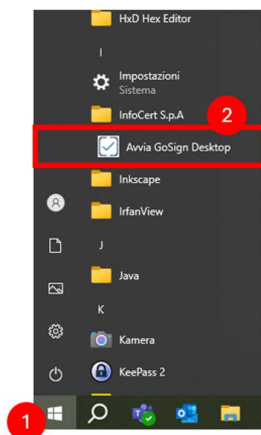 HxD Hex Editor
I
Impostazioni
Sistema
InfoCert S.p.A
2
Avvia GoSign Desktop
Inkscape
IrfanView
J
Java
K
Kamera
KeePass 2
1